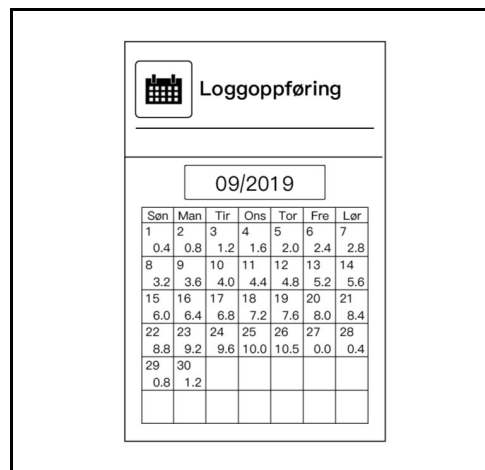 Loggoppføring
09/2019
Søn Man Tir Ons Tor Fre Lør
1 2 3 4 5 6 7
0.4 0.8 1.2 1.6 2.0 2.4 2.8
8 9 10 11 12 13 14
3.2 3.6 4.0 4.4 4.8 5.2 5.6
15 16 17 18 19 20 21
6.0 6.4 6.8 7.2 7.6 8.0 8.4
22 23 24 25 26 27 28
8.8 9.2 9.6 10.0 10.5 0.0 0.4
29 30
0.8 1.2